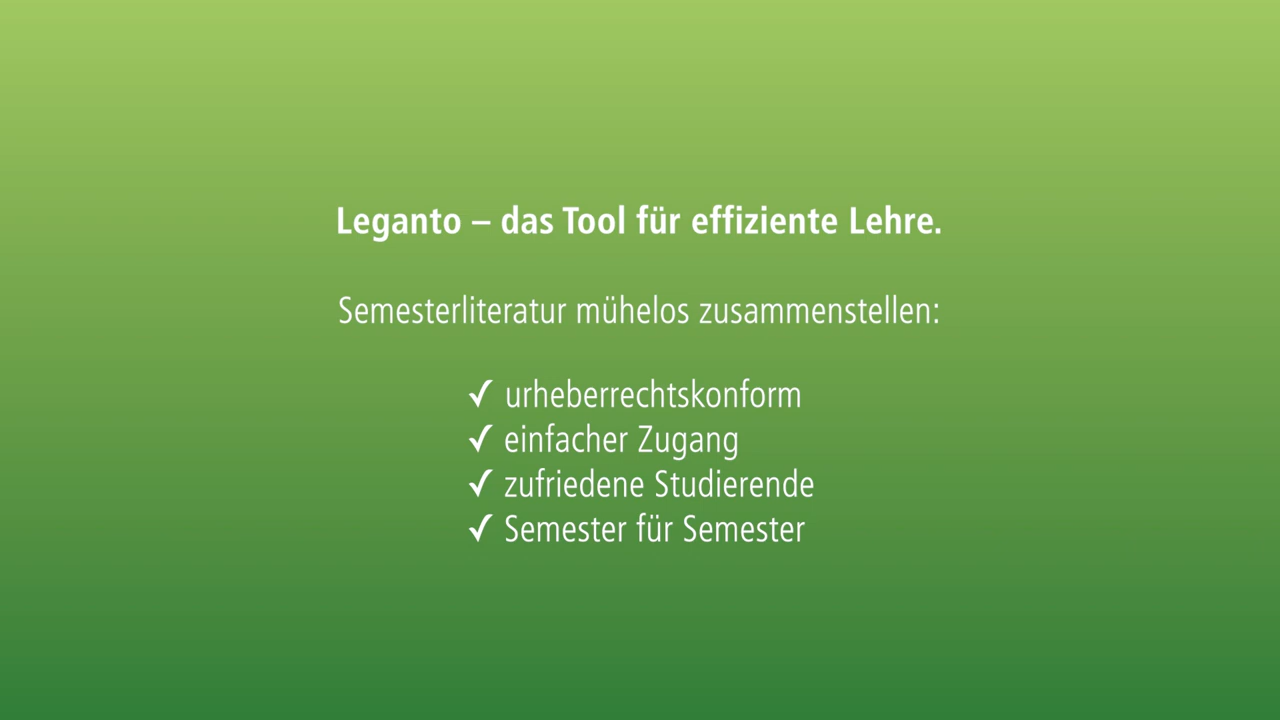 Leganto – das Tool für effiziente Lehre.
Semesterliteratur mühelos zusammenstellen:
✓ urheberrechtskonform
✓ einfacher Zugang
✓ zufriedene Studierende
✓ Semester für Semester